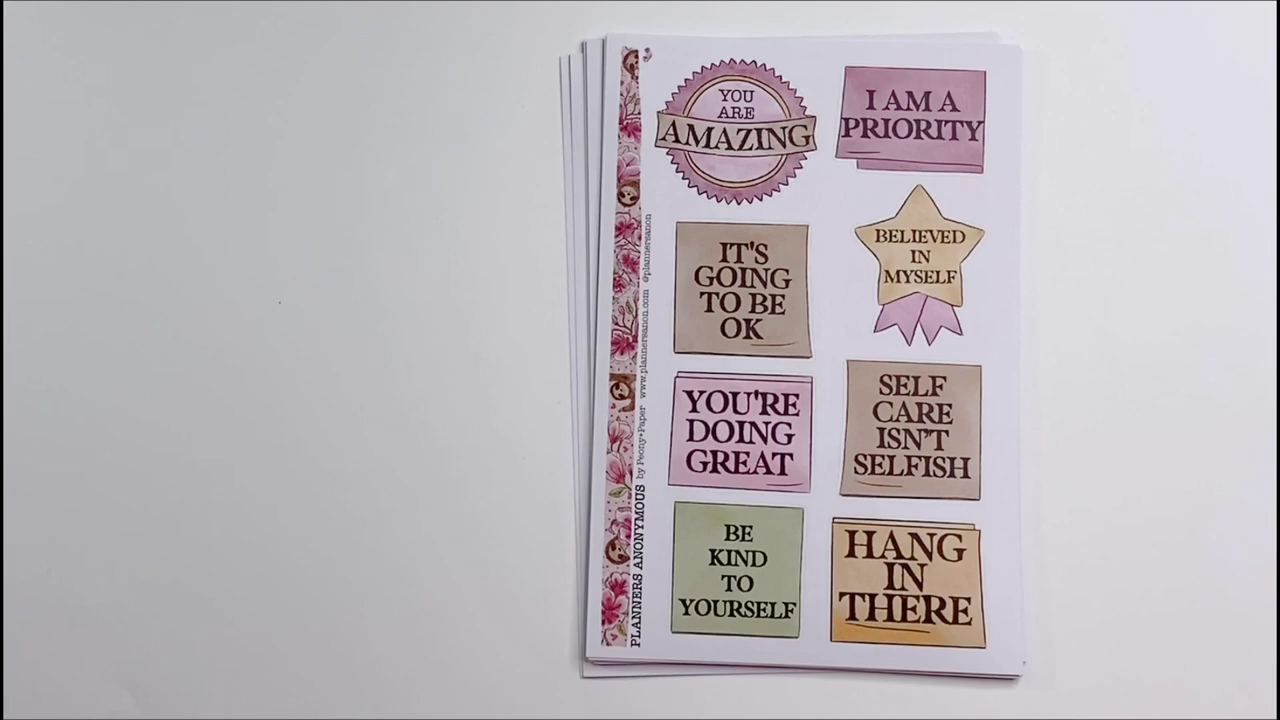 YOU
ARE
AMAZING
I AM A
PRIORITY
IT'S
GOING
TO BE
OK
BELIEVED
IN
MYSELF
YOU'RE
DOING
GREAT
SELF
CARE
ISN'T
SELFISH
BE
KIND
TO
YOURSELF
HANG
IN
THERE
PLANNERS ANONYMOUS by Peony+Paper www.plannersanon.com @plannersanon